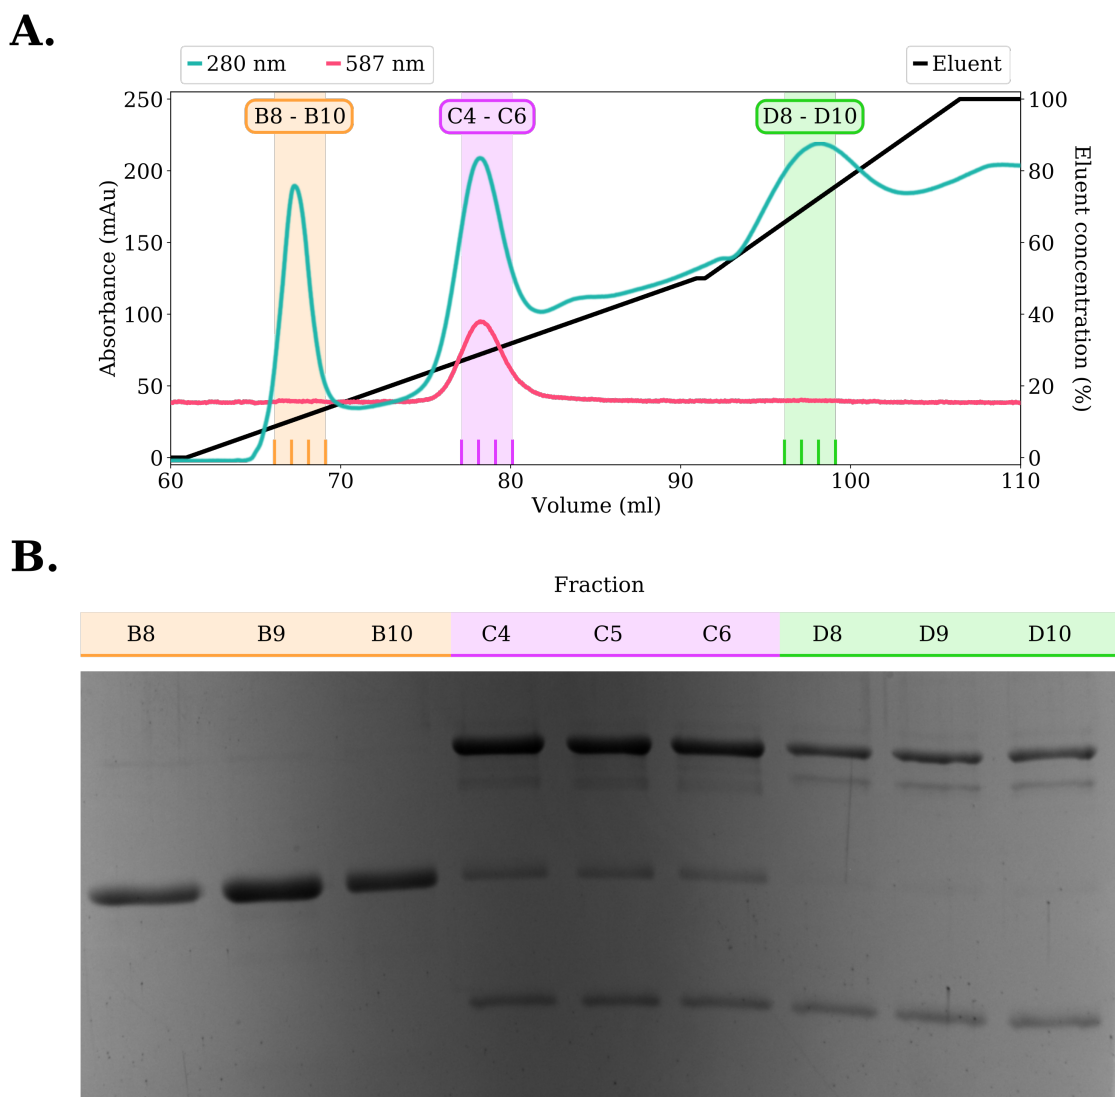 A.
280 nm 587 nm Eluent
B8 - B10 C4 - C6 D8 - D10
250
200
150
100
50
0
Absorbance (mAu)
100
80
60
40
20
0
Eluent concentration (%)
60 70 80 90 100 110
Volume (ml)
B.
Fraction
B8 B9 B10 C4 C5 C6 D8 D9 D10